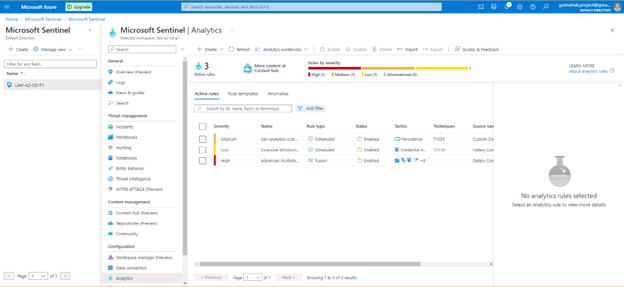 Microsoft Azure
Upgrade
Search resources, services, and docs (G+/)
DEFAULT DIRECTORY
Home > Microsoft Sentinel > Microsoft Sentinel
Microsoft Sentinel
Default Directory
Create
Manage view
Filter for any field...
Name
LAW-AZ-CD-P1
Page 1 of 1
Microsoft Sentinel | Analytics
Selected workspace: 'law-az-cd-p1'
Search
General
Overview (Preview)
Logs
News & guides
Search
Threat management
Incidents
Workbooks
Hunting
Notebooks
Entity behavior
Threat intelligence
MITRE ATT&CK (Preview)
Content management
Content hub (Preview)
Repositories (Preview)
Community
Configuration
Workspace manager (Preview)
Data connectors
Analytics
Create
Refresh
Analytics workbooks
Enable
Disable
Delete
Import
Export
Guides & Feedback
3
Active rules
More content at
Content hub
Rules by severity
High (1)
Medium (1)
Low (1)
Informational (0)
LEARN MORE
About analytics rules
Active rules
Rule templates
Anomalies
Search by ID, name, tactic or technique
Add filter
Severity Name Rule type Status Tactics Techniques Source name
Medium Sen-analytics-cust... Scheduled Enabled Persistence Custom Co
Low Excessive Windows... Scheduled Enabled Credential A... T1110 Gallery Con
High Advanced Multista... Fusion Enabled Gallery Con
< Previous
Page 1 of 1
Next >
Showing 1 to 3 of 3 results.
No analytics rules selected
Select an analytics rule to view more details